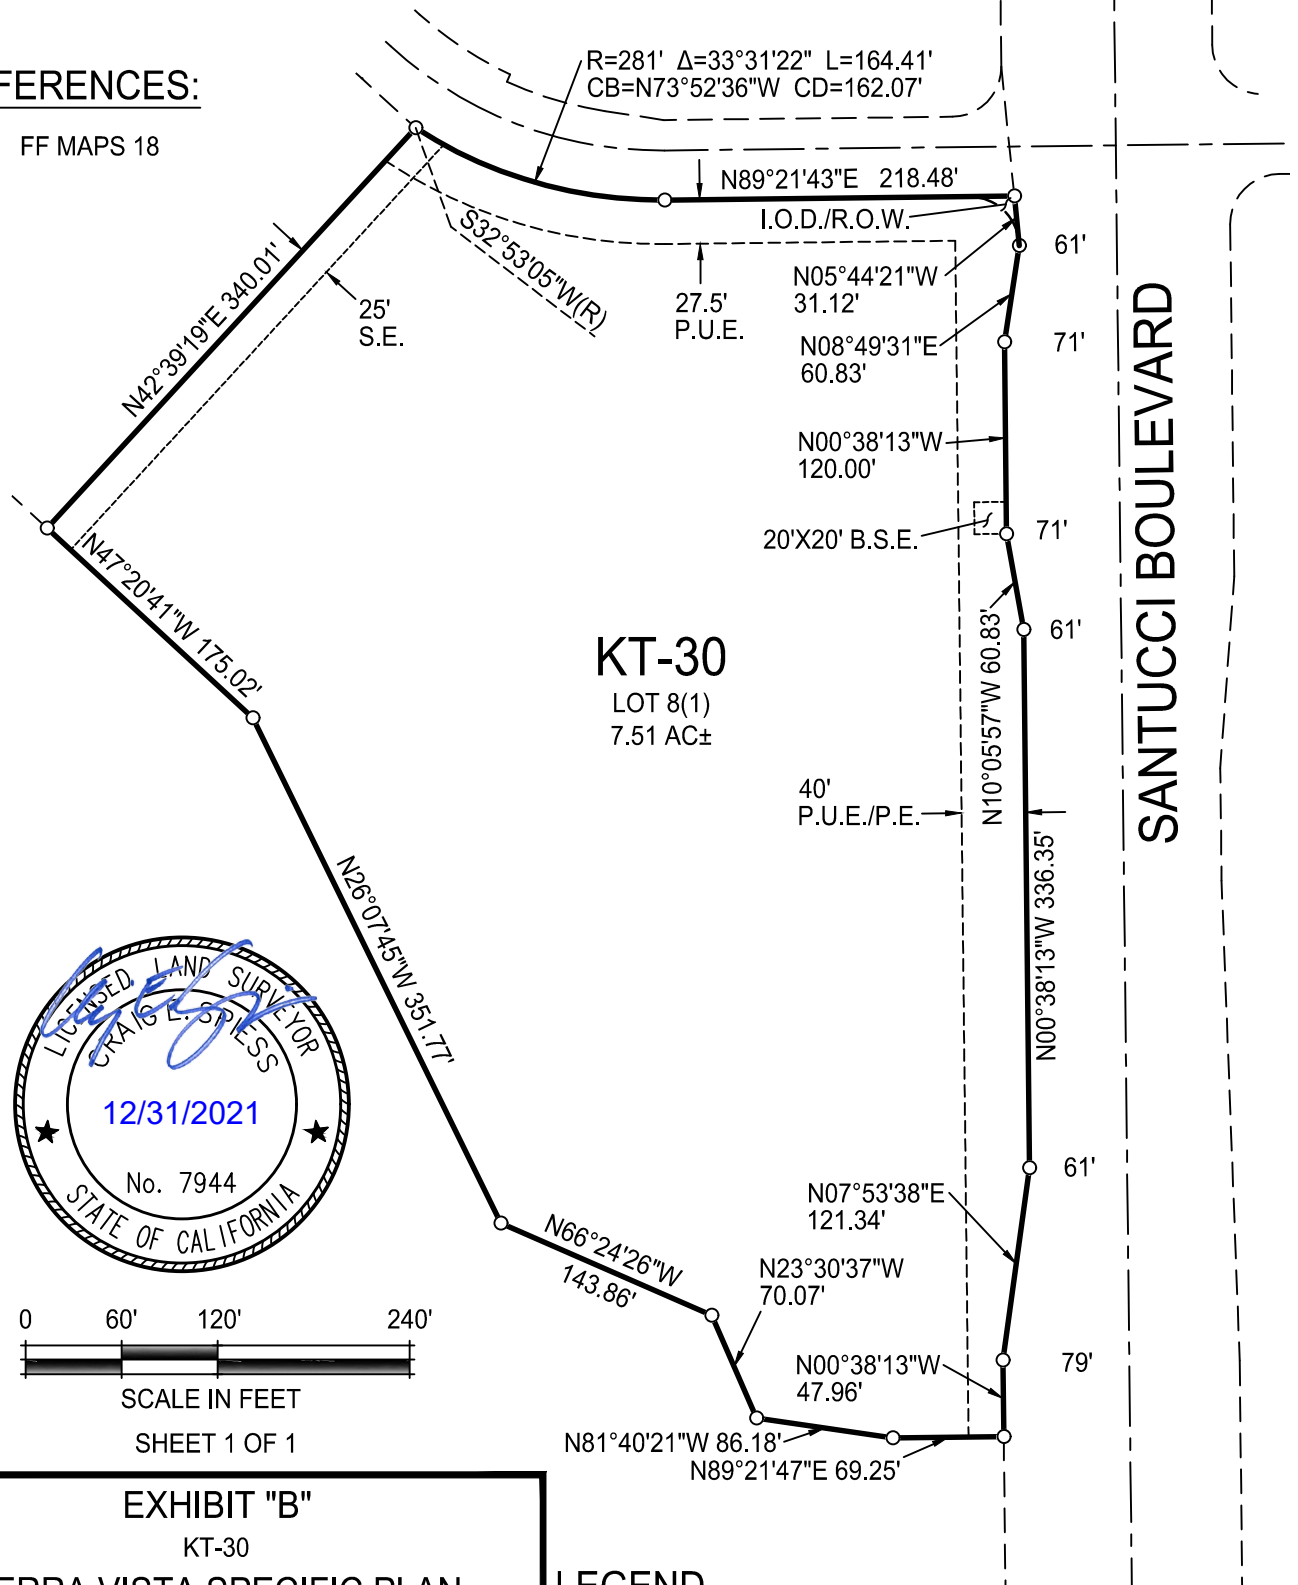 FERENCES:
FF MAPS 18
R=281' Δ=33°31'22" L=164.41'
CB=N73°52'36"W CD=162.07'
N89°21'43"E 218.48'
I.O.D./R.O.W.
S32°53'05"W(R)
N42°39'19"E 340.01'
25'
S.E.
27.5'
P.U.E.
N05°44'21"W
31.12'
61'
N08°49'31"E
60.83'
71'
N00°38'13"W
120.00'
20'X20' B.S.E.
71'
N47°20'41"W 175.02'
KT-30
LOT 8(1)
7.51 AC±
N10°05'57"W 60.83'
61'
SANTUCCI BOULEVARD
40'
P.U.E./P.E.
N00°38'13"W 336.35'
N26°07'45"W 351.77'
LICENSED LAND SURVEYOR
CRAIG E. SPIESS
12/31/2021
No. 7944
STATE OF CALIFORNIA
61'
N07°53'38"E
121.34'
N66°24'26"W
143.86'
N23°30'37"W
70.07'
N00°38'13"W
47.96'
79'
N81°40'21"W 86.18'
N89°21'47"E 69.25'
0 60' 120' 240'
SCALE IN FEET
SHEET 1 OF 1
EXHIBIT "B"
KT-30
ERRA VISTA SPECIFIC PLAN
LEGEND